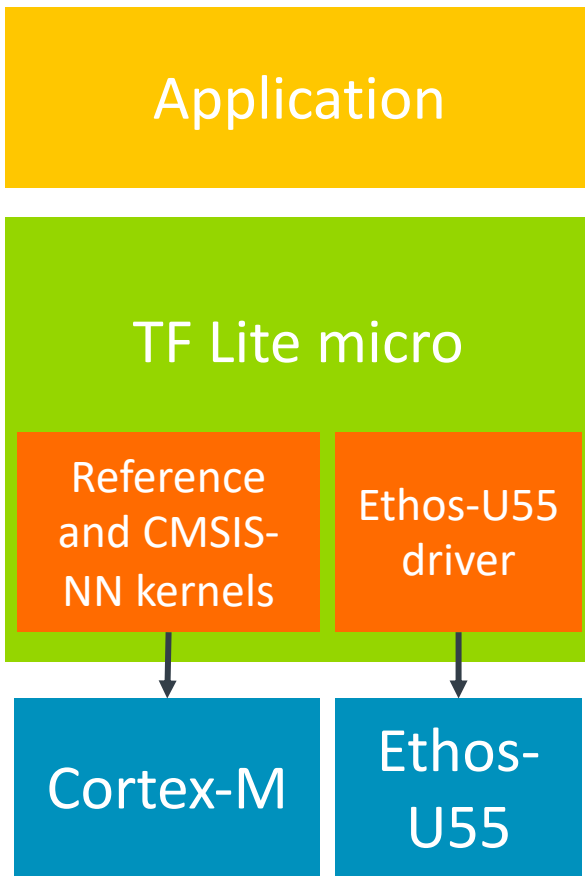 Application
TF Lite micro
Reference
and CMSIS-
NN kernels
Ethos-U55
driver
Cortex-M
Ethos-
U55